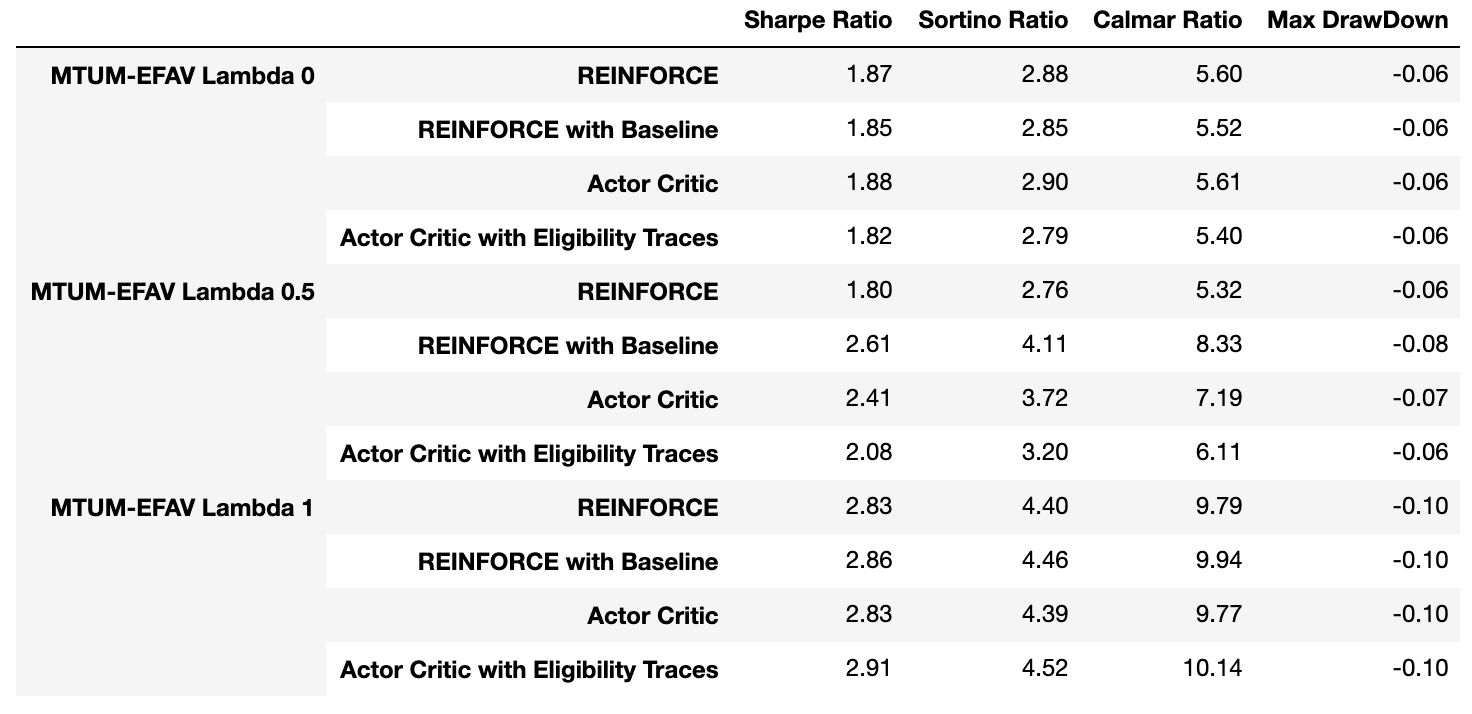 Sharpe Ratio Sortino Ratio Calmar Ratio Max DrawDown
MTUM-EFAV Lambda 0 REINFORCE 1.87 2.88 5.60 -0.06
REINFORCE with Baseline 1.85 2.85 5.52 -0.06
Actor Critic 1.88 2.90 5.61 -0.06
Actor Critic with Eligibility Traces 1.82 2.79 5.40 -0.06
MTUM-EFAV Lambda 0.5 REINFORCE 1.80 2.76 5.32 -0.06
REINFORCE with Baseline 2.61 4.11 8.33 -0.08
Actor Critic 2.41 3.72 7.19 -0.07
Actor Critic with Eligibility Traces 2.08 3.20 6.11 -0.06
MTUM-EFAV Lambda 1 REINFORCE 2.83 4.40 9.79 -0.10
REINFORCE with Baseline 2.86 4.46 9.94 -0.10
Actor Critic 2.83 4.39 9.77 -0.10
Actor Critic with Eligibility Traces 2.91 4.52 10.14 -0.10